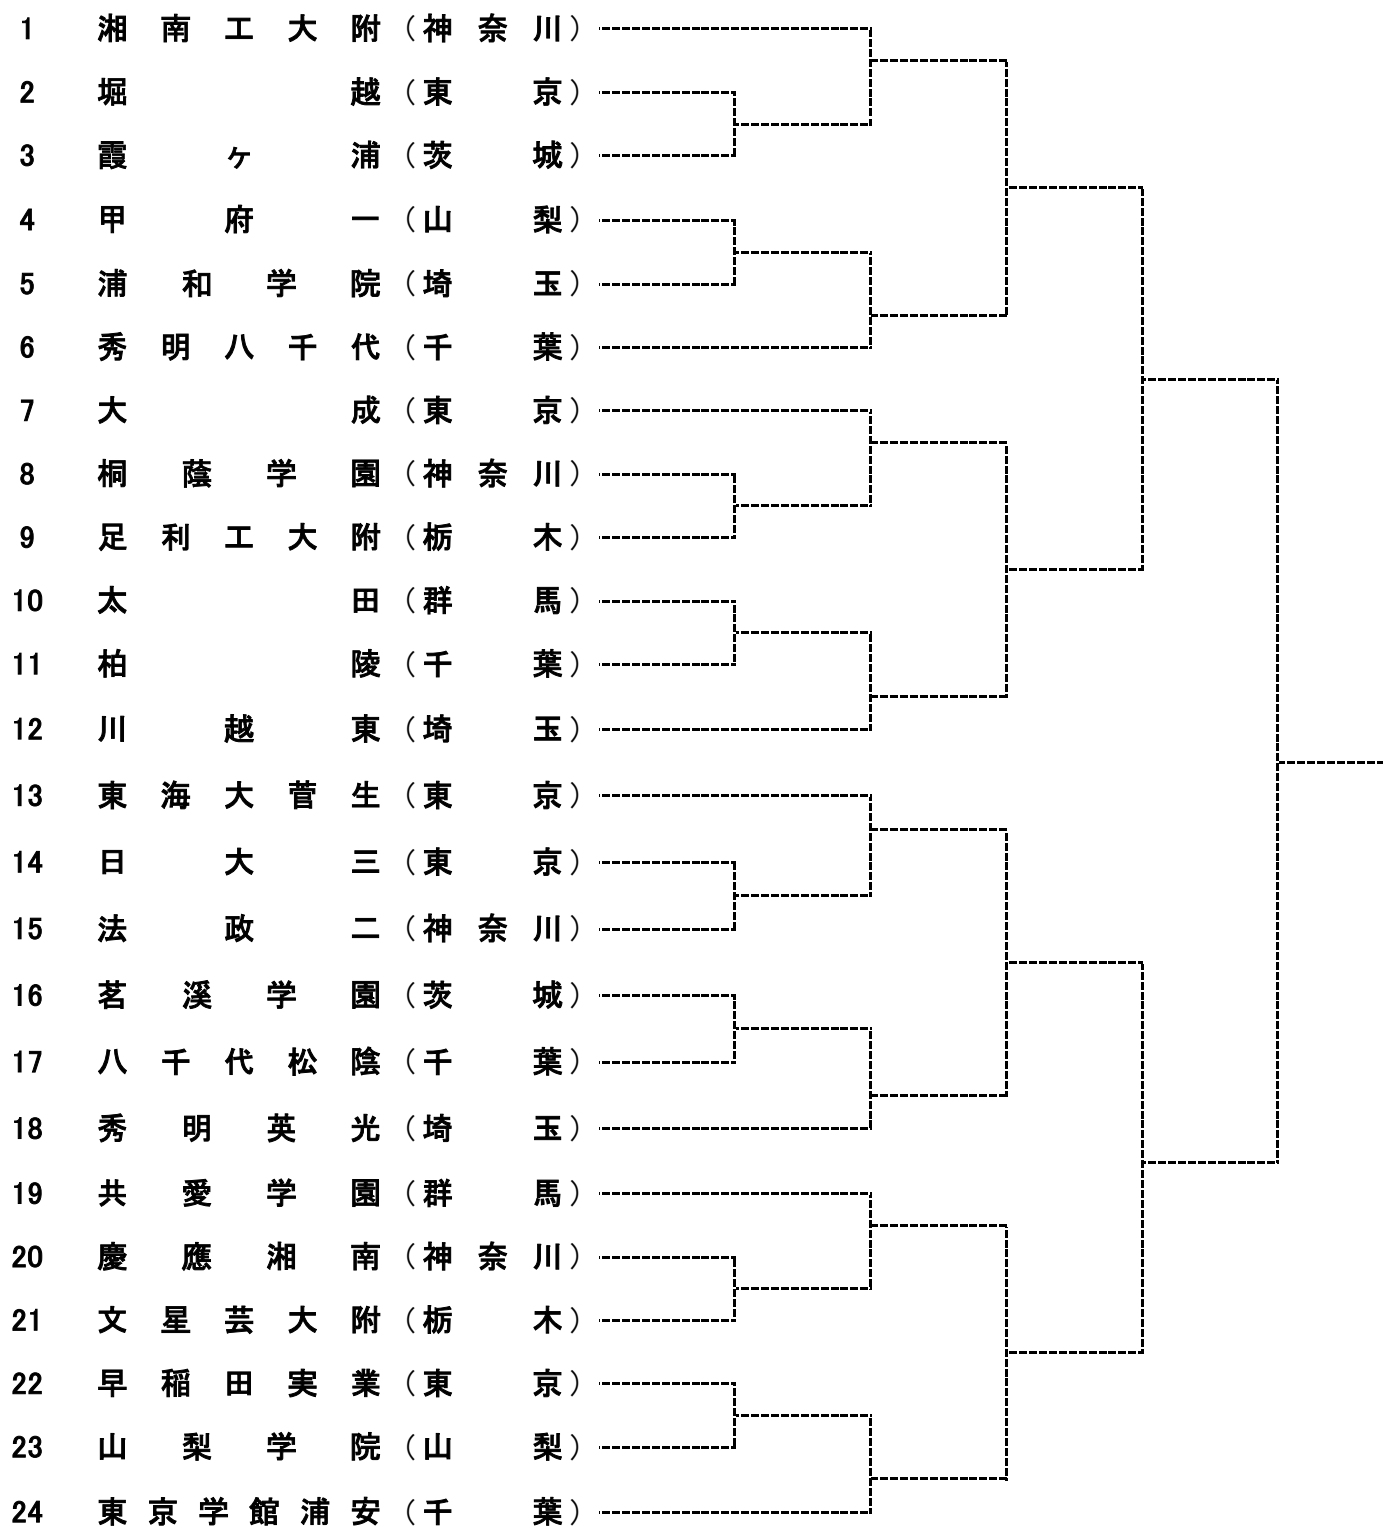 1 湘南工大附（神奈川）
2 堀越（東京）
3 霞ヶ浦（茨城）
4 甲府一（山梨）
5 浦和学院（埼玉）
6 秀明八千代（千葉）
7 大成（東京）
8 桐蔭学園（神奈川）
9 足利工大附（栃木）
10 太田（群馬）
11 柏陵（千葉）
12 川越東（埼玉）
13 東海大菅生（東京）
14 日大三（東京）
15 法政二（神奈川）
16 茗溪学園（茨城）
17 八千代松陰（千葉）
18 秀明英光（埼玉）
19 共愛学園（群馬）
20 慶應湘南（神奈川）
21 文星芸大附（栃木）
22 早稲田実業（東京）
23 山梨学院（山梨）
24 東京学館浦安（千葉）